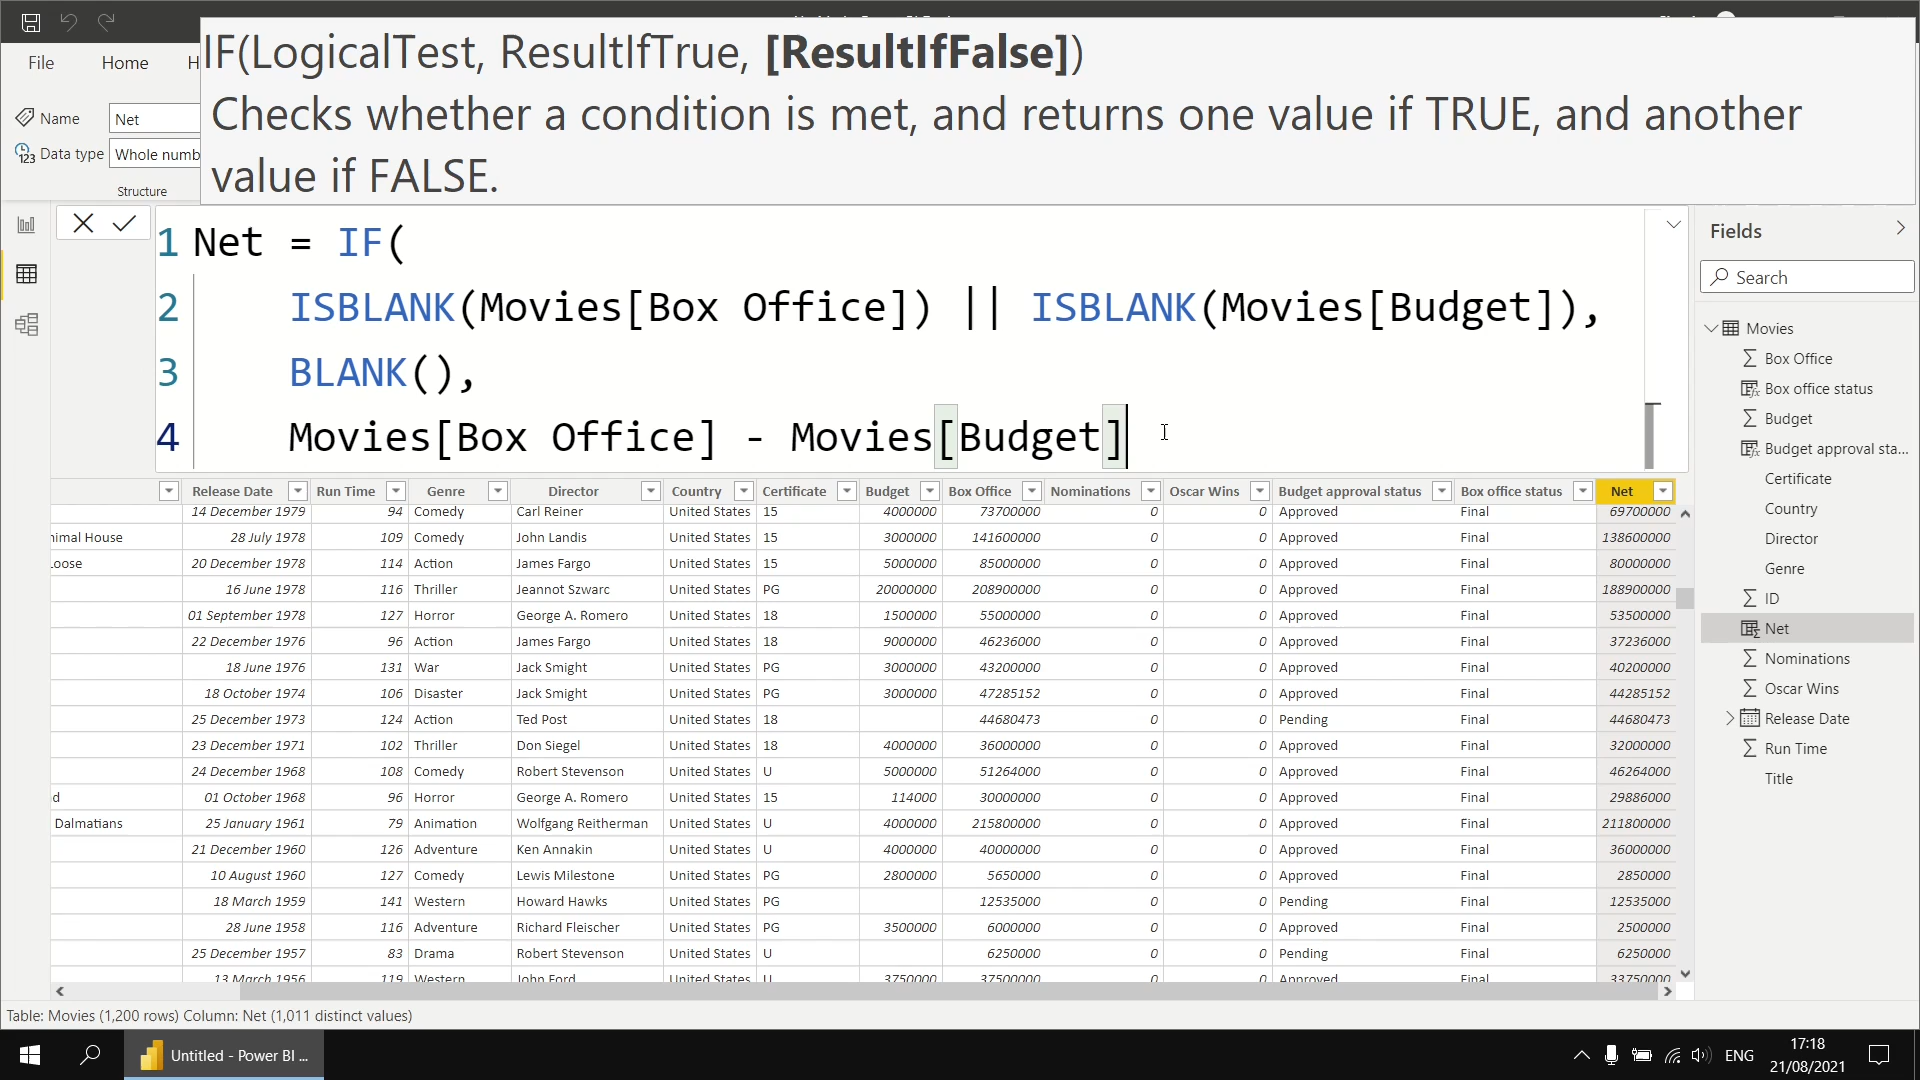 File Home H
IF(LogicalTest, ResultIfTrue, [ResultIfFalse])
Checks whether a condition is met, and returns one value if TRUE, and another
value if FALSE.
Name Net
Data type Whole numb
Structure
1 Net = IF(
2 ISBLANK(Movies[Box Office]) || ISBLANK(Movies[Budget]),
3 BLANK(),
4 Movies[Box Office] - Movies[Budget]
Release Date Run Time Genre Director Country Certificate Budget Box Office Nominations Oscar Wins Budget approval status Box office status Net
14 December 1979 94 Comedy Carl Reiner United States 15 4000000 73700000 0 0 Approved Final 69700000
nimal House 28 July 1978 109 Comedy John Landis United States 15 3000000 141600000 0 0 Approved Final 138600000
Loose 20 December 1978 114 Action James Fargo United States 15 5000000 85000000 0 0 Approved Final 80000000
16 June 1978 116 Thriller Jeannot Szwarc United States PG 20000000 208900000 0 0 Approved Final 188900000
01 September 1978 127 Horror George A. Romero United States 18 1500000 55000000 0 0 Approved Final 53500000
22 December 1976 96 Action James Fargo United States 18 9000000 46236000 0 0 Approved Final 37236000
18 June 1976 131 War Jack Smight United States PG 3000000 43200000 0 0 Approved Final 40200000
18 October 1974 106 Disaster Jack Smight United States PG 3000000 47285152 0 0 Approved Final 44285152
25 December 1973 124 Action Ted Post United States 18 44680473 0 0 Pending Final 44680473
23 December 1971 102 Thriller Don Siegel United States 18 4000000 36000000 0 0 Approved Final 32000000
24 December 1968 108 Comedy Robert Stevenson United States U 5000000 51264000 0 0 Approved Final 46264000
d 01 October 1968 96 Horror George A. Romero United States 15 114000 30000000 0 0 Approved Final 29886000
Dalmatians 25 January 1961 79 Animation Wolfgang Reitherman United States U 4000000 215800000 0 0 Approved Final 211800000
21 December 1960 126 Adventure Ken Annakin United States U 4000000 40000000 0 0 Approved Final 36000000
10 August 1960 127 Comedy Lewis Milestone United States PG 2800000 5650000 0 0 Approved Final 2850000
18 March 1959 141 Western Howard Hawks United States PG 12535000 0 0 Pending Final 12535000
28 June 1958 116 Adventure Richard Fleischer United States PG 3500000 6000000 0 0 Approved Final 2500000
25 December 1957 83 Drama Robert Stevenson United States U 6250000 0 0 Pending Final 6250000
13 March 1956 119 Western John Ford United States U 3750000 37500000 0 0 Approved Final 33750000
Fields
Search
Movies
Box Office
Box office status
Budget
Budget approval sta...
Certificate
Country
Director
Genre
ID
Net
Nominations
Oscar Wins
Release Date
Run Time
Title
Table: Movies (1,200 rows) Column: Net (1,011 distinct values)
Untitled - Power BI ...
ENG
17:18
21/08/2021